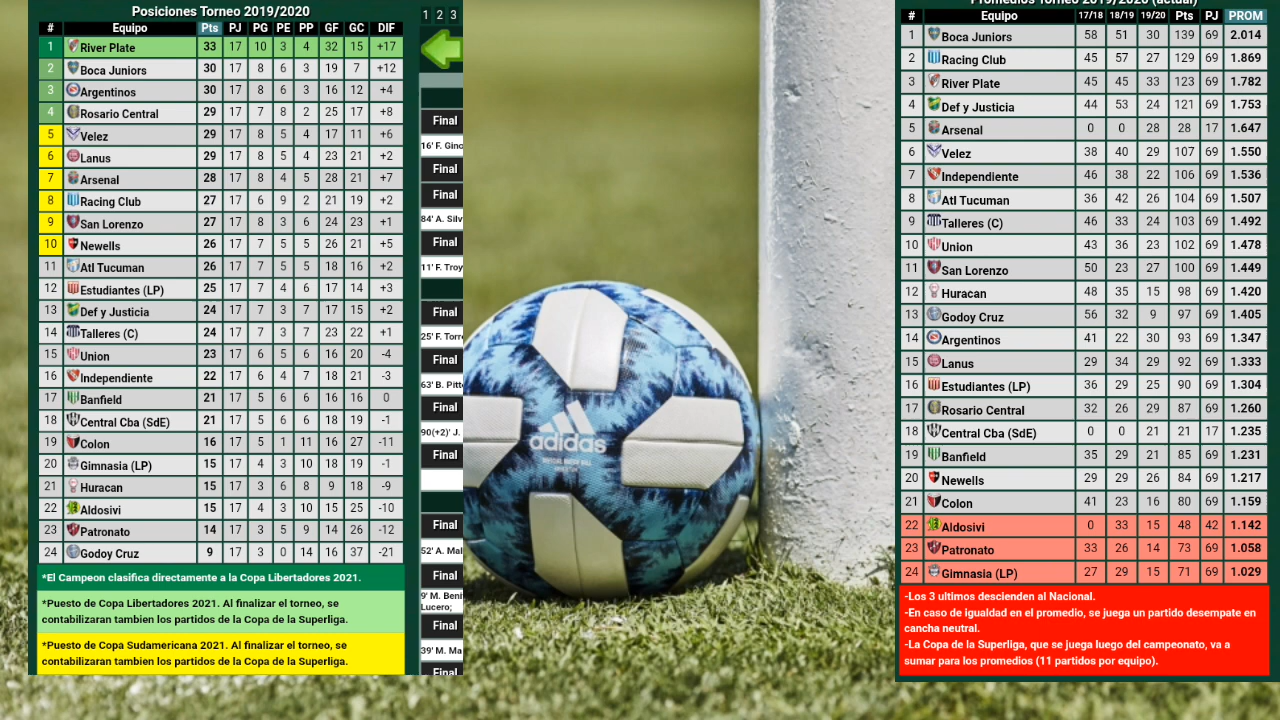 Posiciones Torneo 2019/2020
# Equipo Pts PJ PG PE PP GF GC DIF
1 River Plate 33 17 10 3 4 32 15 +17
2 Boca Juniors 30 17 8 6 3 19 7 +12
3 Argentinos 30 17 8 6 3 16 12 +4
4 Rosario Central 29 17 7 8 2 25 17 +8
5 Velez 29 17 8 5 4 17 11 +6
6 Lanus 29 17 8 5 4 23 21 +2
7 Arsenal 28 17 8 4 5 28 21 +7
8 Racing Club 27 17 6 9 2 21 19 +2
9 San Lorenzo 27 17 8 3 6 24 23 +1
10 Newells 26 17 7 5 5 26 21 +5
11 Atl Tucuman 26 17 7 5 5 18 16 +2
12 Estudiantes (LP) 25 17 7 4 6 17 14 +3
13 Def y Justicia 24 17 7 3 7 17 15 +2
14 Talleres (C) 24 17 7 3 7 23 22 +1
15 Union 23 17 6 5 6 16 20 -4
16 Independiente 22 17 6 4 7 18 21 -3
17 Banfield 21 17 5 6 6 16 16 0
18 Central Cba (SdE) 21 17 5 6 6 18 19 -1
19 Colon 16 17 5 1 11 16 27 -11
20 Gimnasia (LP) 15 17 4 3 10 18 19 -1
21 Huracan 15 17 3 6 8 9 18 -9
22 Aldosivi 15 17 4 3 10 15 25 -10
23 Patronato 14 17 3 5 9 14 26 -12
24 Godoy Cruz 9 17 3 0 14 16 37 -21
*El Campeon clasifica directamente a la Copa Libertadores 2021.
*Puesto de Copa Libertadores 2021. Al finalizar el torneo, se
contabilizaran tambien los partidos de la Copa de la Superliga.
*Puesto de Copa Sudamericana 2021. Al finalizar el torneo, se
contabilizaran tambien los partidos de la Copa de la Superliga.
1 2 3
Final
16' F. Gino
Final
Final
84' A. Silv
Final
11' F. Troy
Final
25' F. Torr
Final
63' B. Pitt
Final
90(+2)' J.
Final
Final
52' A. Mal
Final
9' M. Beni
Lucero;
Final
39' M. Ma
Final
adidas
Promedios Torneo 2019/2020 (actual)
# Equipo 17/18 18/19 19/20 Pts PJ PROM
1 Boca Juniors 58 51 30 139 69 2.014
2 Racing Club 45 57 27 129 69 1.869
3 River Plate 45 45 33 123 69 1.782
4 Def y Justicia 44 53 24 121 69 1.753
5 Arsenal 0 0 28 28 17 1.647
6 Velez 38 40 29 107 69 1.550
7 Independiente 46 38 22 106 69 1.536
8 Atl Tucuman 36 42 26 104 69 1.507
9 Talleres (C) 46 33 24 103 69 1.492
10 Union 43 36 23 102 69 1.478
11 San Lorenzo 50 23 27 100 69 1.449
12 Huracan 48 35 15 98 69 1.420
13 Godoy Cruz 56 32 9 97 69 1.405
14 Argentinos 41 22 30 93 69 1.347
15 Lanus 29 34 29 92 69 1.333
16 Estudiantes (LP) 36 29 25 90 69 1.304
17 Rosario Central 32 26 29 87 69 1.260
18 Central Cba (SdE) 0 0 21 21 17 1.235
19 Banfield 35 29 21 85 69 1.231
20 Newells 29 29 26 84 69 1.217
21 Colon 41 23 16 80 69 1.159
22 Aldosivi 0 33 15 48 42 1.142
23 Patronato 33 26 14 73 69 1.058
24 Gimnasia (LP) 27 29 15 71 69 1.029
-Los 3 ultimos descienden al Nacional.
-En caso de igualdad en el promedio, se juega un partido desempate en
cancha neutral.
-La Copa de la Superliga, que se juega luego del campeonato, va a
sumar para los promedios (11 partidos por equipo).